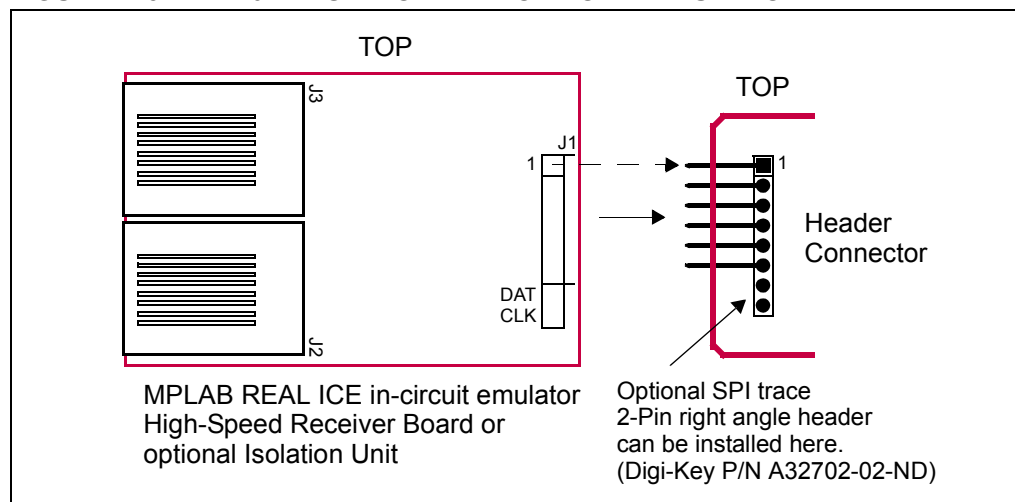 TOP
TOP
J3
J1
1
1
Header
Connector
DAT
CLK
J2
MPLAB REAL ICE in-circuit emulator
High-Speed Receiver Board or
optional Isolation Unit
Optional SPI trace
2-Pin right angle header
can be installed here.
(Digi-Key P/N A32702-02-ND)